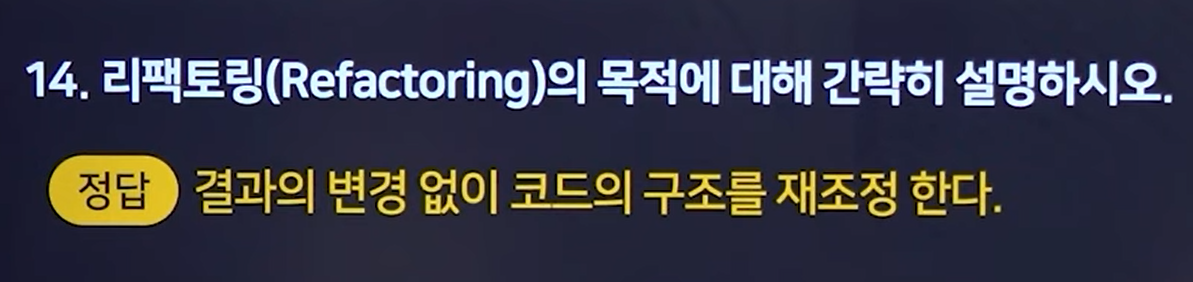 14. 리팩토링(Refactoring)의 목적에 대해 간략히 설명하시오.
정답 결과의 변경 없이 코드의 구조를 재조정 한다.